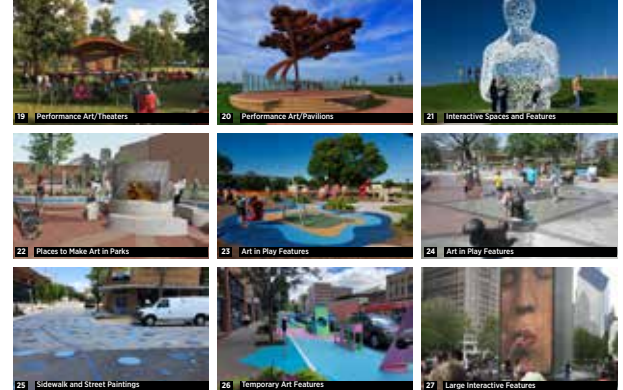 19 Performance Art/Theaters
20 Performance Art/Pavilions
21 Interactive Spaces and Features
22 Places to Make Art in Parks
23 Art in Play Features
24 Art in Play Features
25 Sidewalk and Street Paintings
26 Temporary Art Features
27 Large Interactive Features